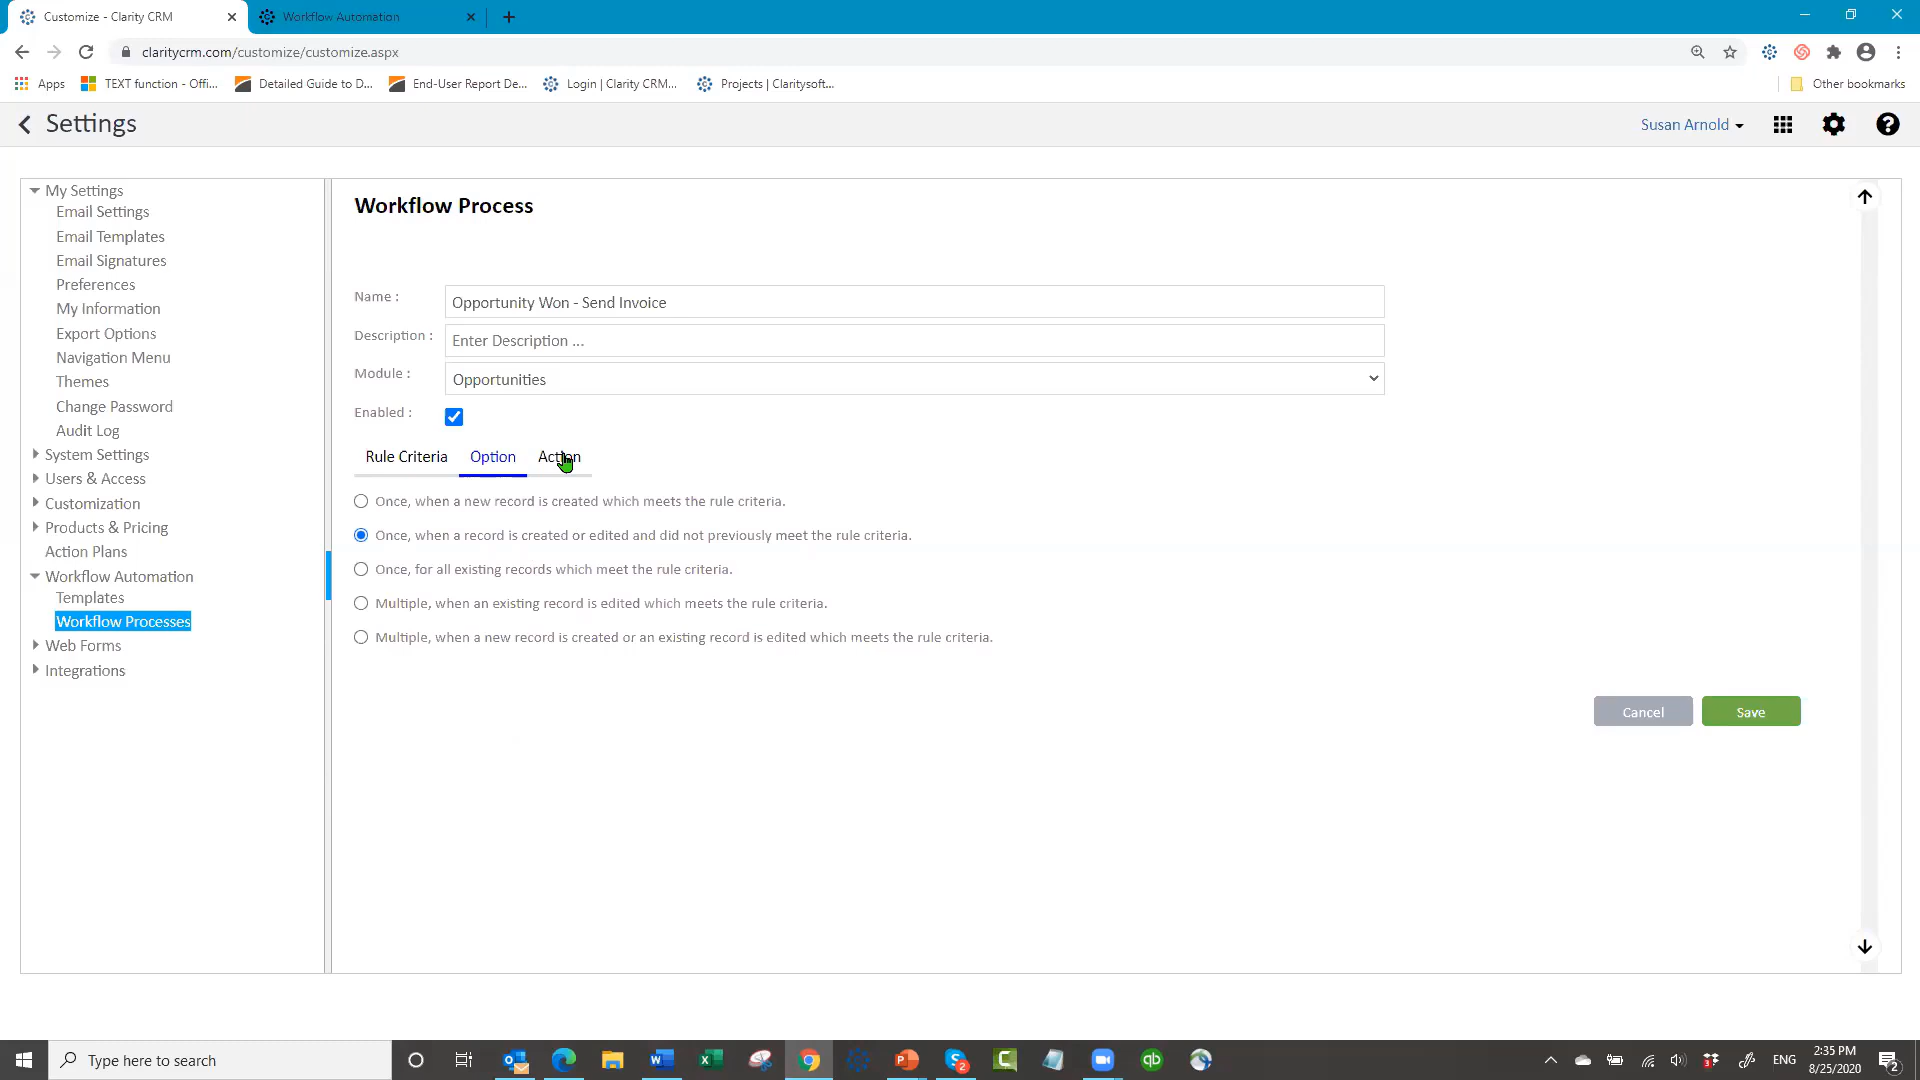 Customize - Clarity CRM
Workflow Automation
claritycrm.com/customize/customize.aspx
Apps
TEXT function - Offi...
Detailed Guide to D...
End-User Report De...
Login | Clarity CRM...
Projects | Claritysoft...
Other bookmarks
Settings
Susan Arnold
My Settings
Email Settings
Email Templates
Email Signatures
Preferences
My Information
Export Options
Navigation Menu
Themes
Change Password
Audit Log
System Settings
Users & Access
Customization
Products & Pricing
Action Plans
Workflow Automation
Templates
Workflow Processes
Web Forms
Integrations
Workflow Process
Name :
Opportunity Won - Send Invoice
Description :
Enter Description ...
Module :
Opportunities
Enabled :
Rule Criteria Option Action
Once, when a new record is created which meets the rule criteria.
Once, when a record is created or edited and did not previously meet the rule criteria.
Once, for all existing records which meet the rule criteria.
Multiple, when an existing record is edited which meets the rule criteria.
Multiple, when a new record is created or an existing record is edited which meets the rule criteria.
Cancel
Save
Type here to search
ENG
2:35 PM
8/25/2020